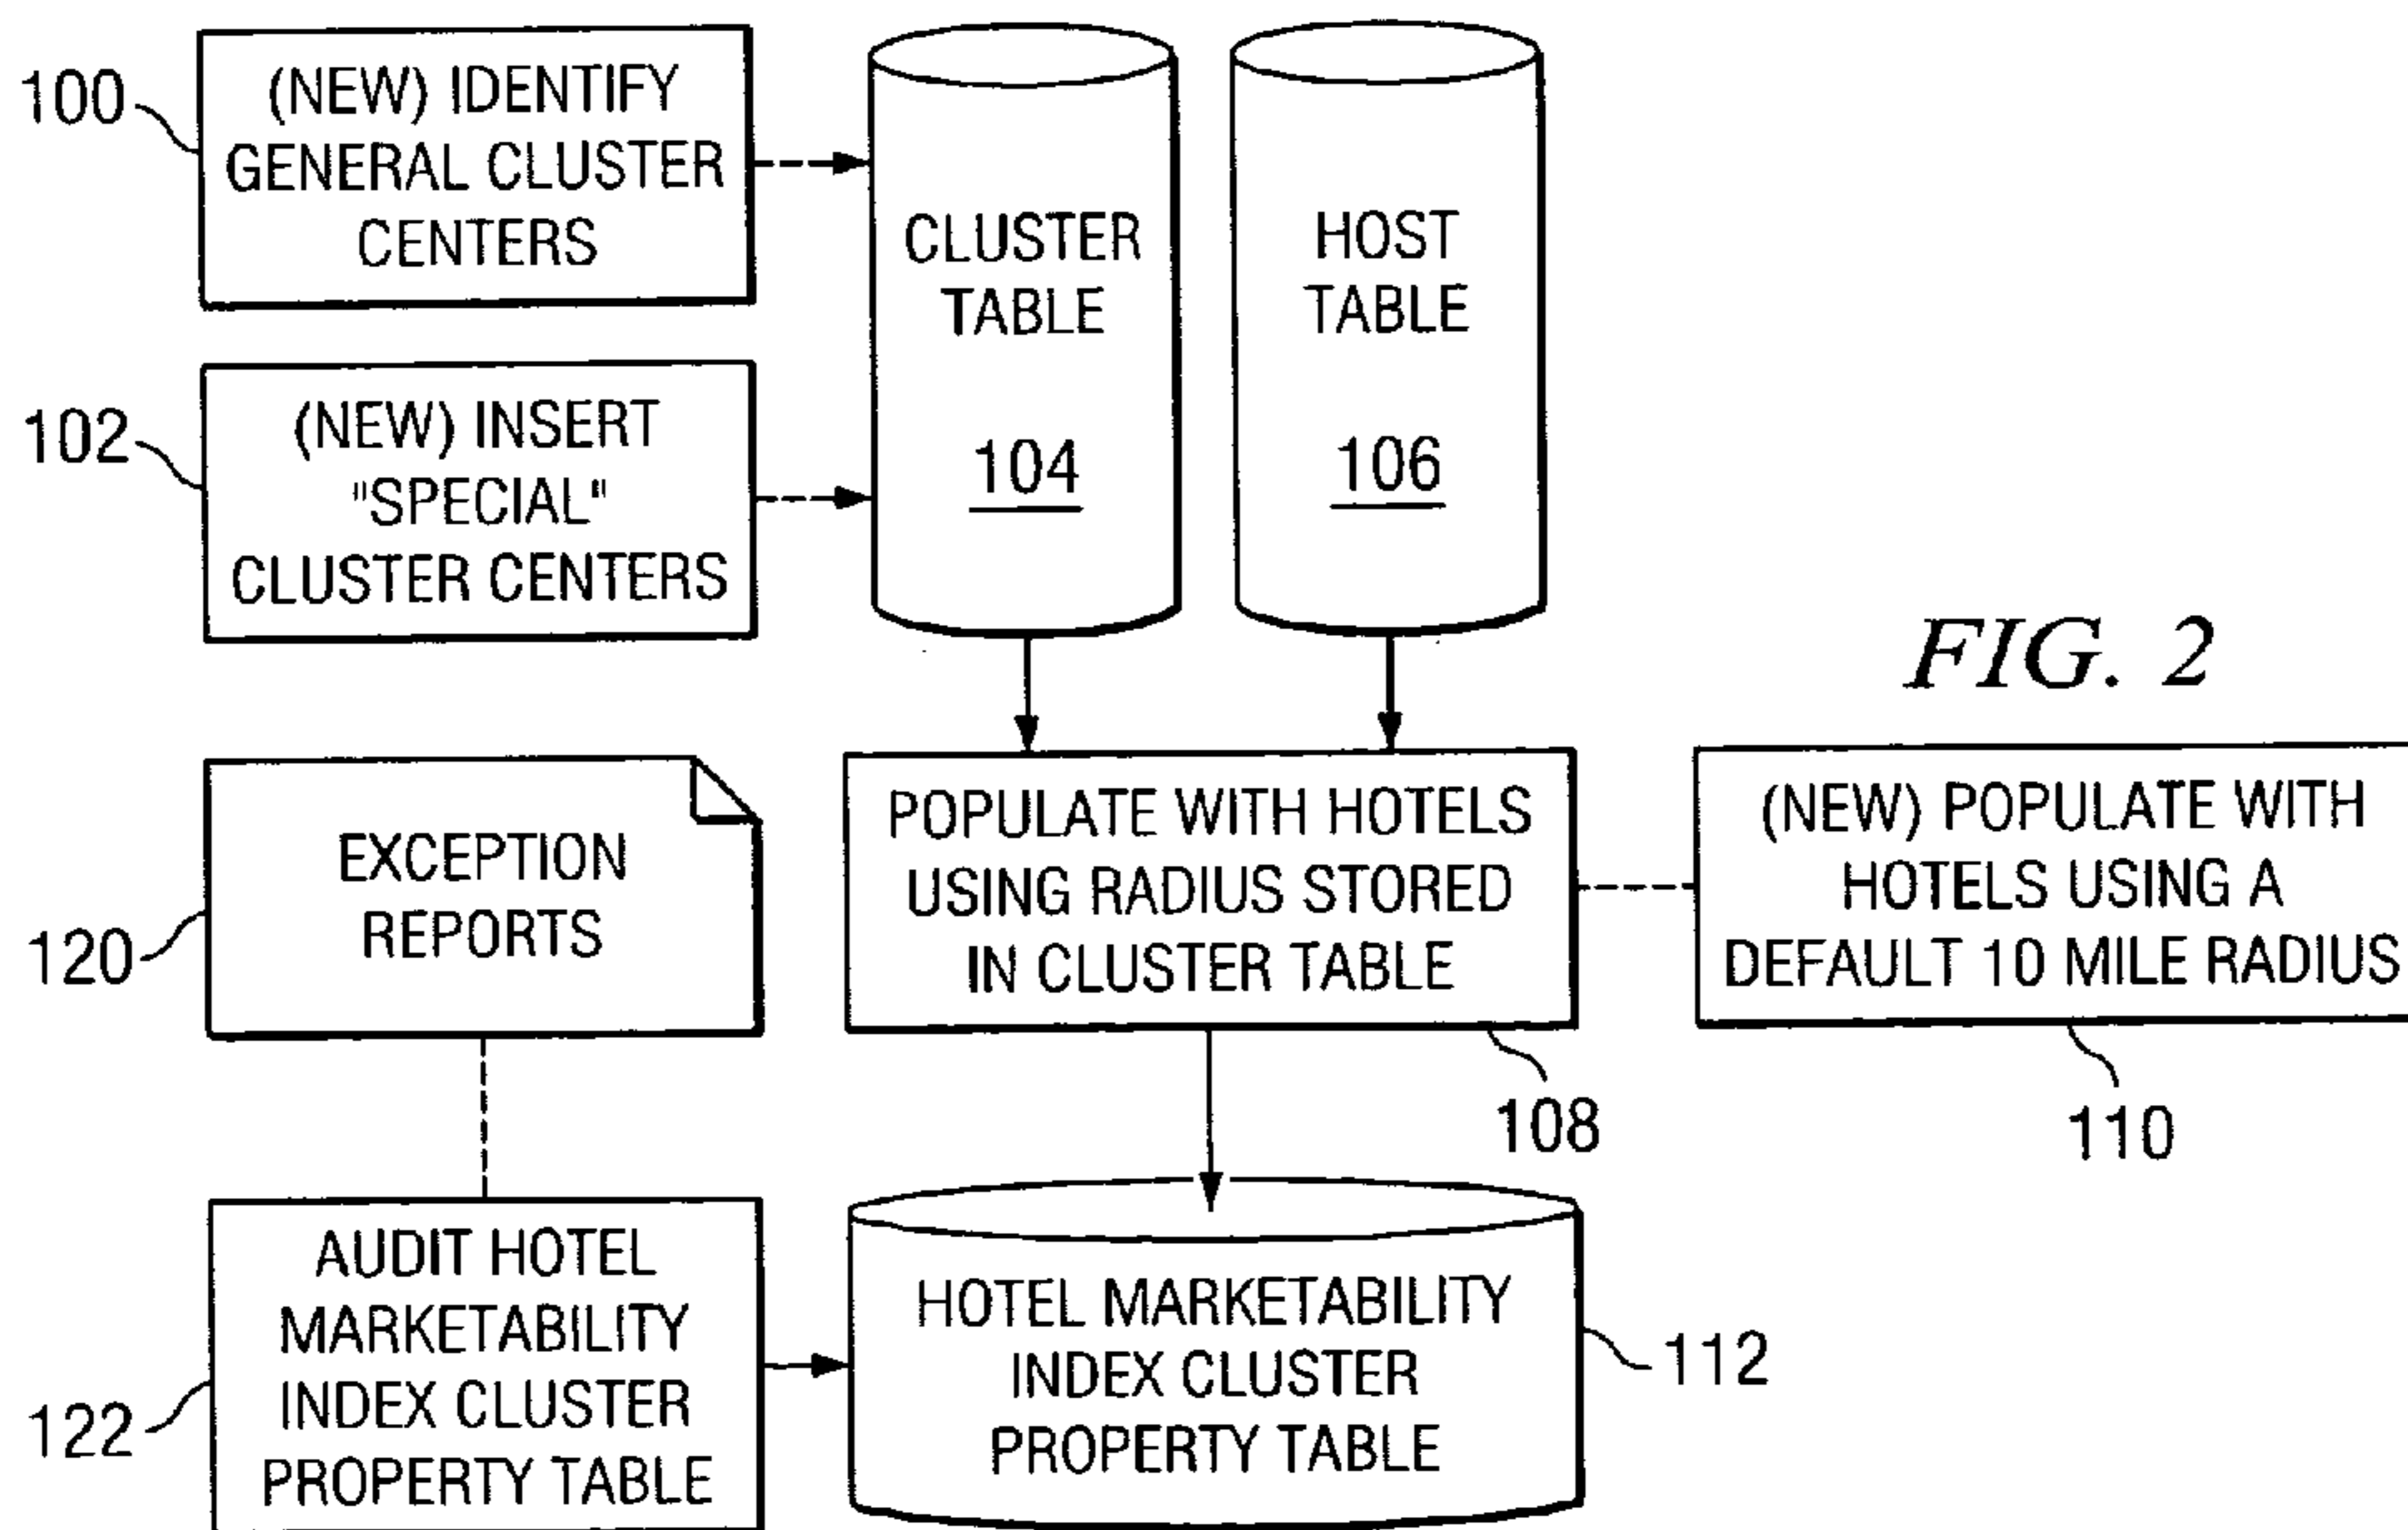 100
(NEW) IDENTIFY
GENERAL CLUSTER
CENTERS
102
(NEW) INSERT
"SPECIAL"
CLUSTER CENTERS
CLUSTER
TABLE
104
HOST
TABLE
106
FIG. 2
120
EXCEPTION
REPORTS
POPULATE WITH HOTELS
USING RADIUS STORED
IN CLUSTER TABLE
108
(NEW) POPULATE WITH
HOTELS USING A
DEFAULT 10 MILE RADIUS
110
122
AUDIT HOTEL
MARKETABILITY
INDEX CLUSTER
PROPERTY TABLE
HOTEL MARKETABILITY
INDEX CLUSTER
PROPERTY TABLE
112